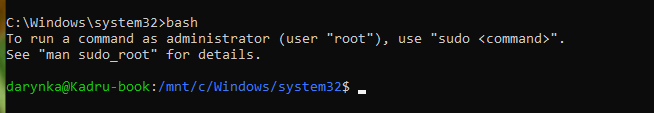 C:\Windows\system32>bash
To run a command as administrator (user "root"), use "sudo <command>".
See "man sudo_root" for details.
darynka@Kadru-book:/mnt/c/Windows/system32$